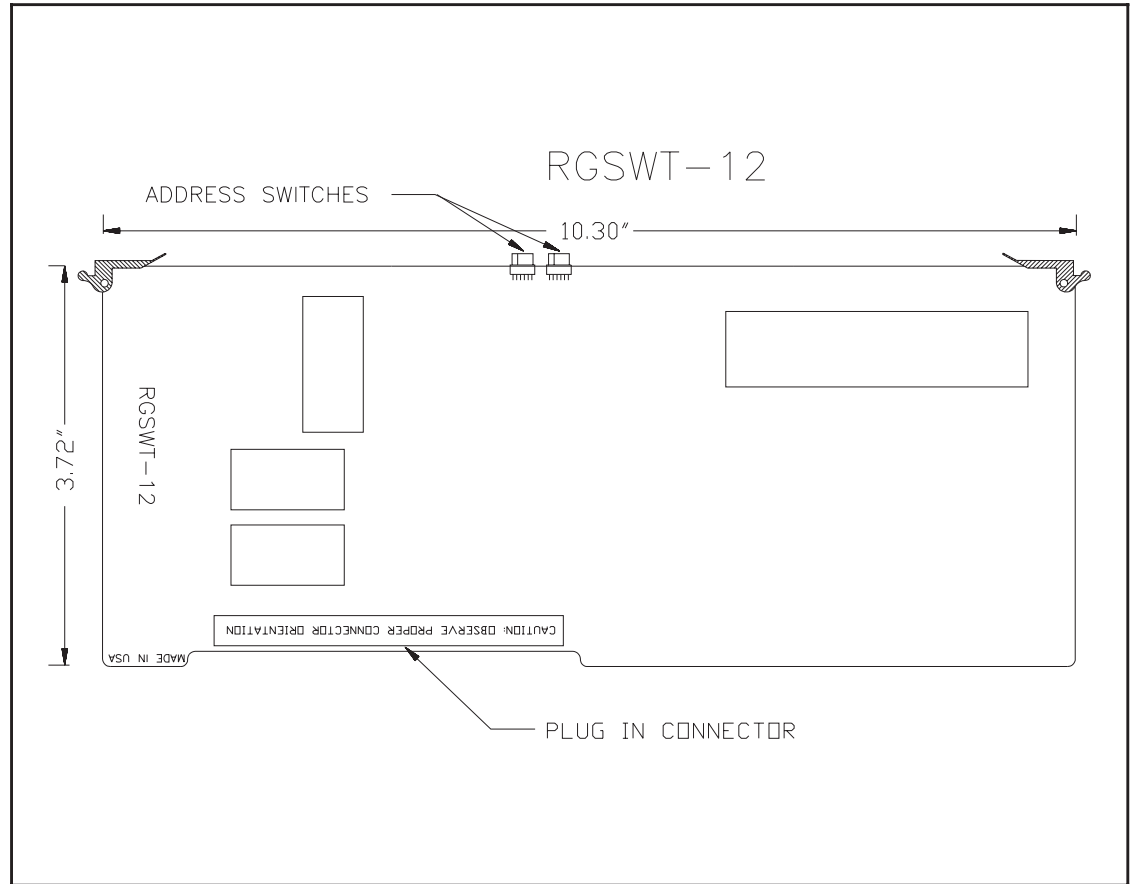 RGSWT-12
ADDRESS SWITCHES
10.30"
3.72"
RGSWT-12
CAUTION: OBSERVE PROPER CONNECTOR ORIENTATION
MADE IN USA
PLUG IN CONNECTOR